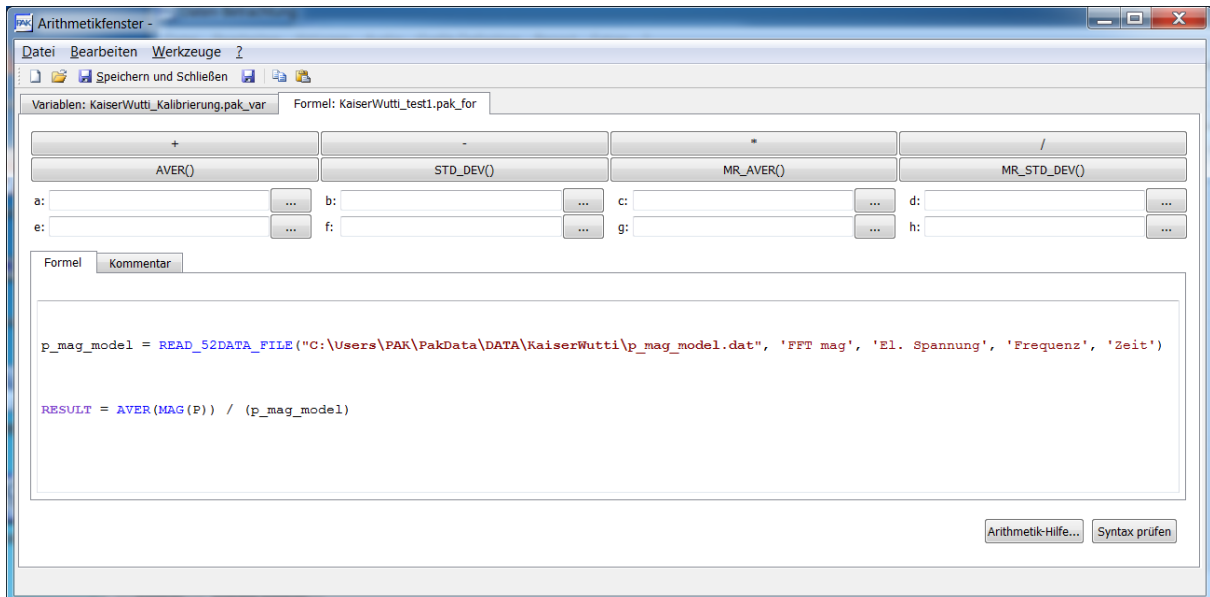 PAK Arithmetikfenster -
Datei Bearbeiten Werkzeuge ?
Speichern und Schließen
Variablen: KaiserWutti_Kalibrierung.pak_var Formel: KaiserWutti_test1.pak_for
+ - * /
AVER() STD_DEV() MR_AVER() MR_STD_DEV()
a: ... b: ... c: ... d: ...
e: ... f: ... g: ... h: ...
Formel Kommentar
p_mag_model = READ_52DATA_FILE("C:\Users\PAK\PakData\DATA\KaiserWutti\p_mag_model.dat", 'FFT mag', 'El. Spannung', 'Frequenz', 'Zeit')
RESULT = AVER(MAG(P)) / (p_mag_model)
Arithmetik-Hilfe... Syntax prüfen